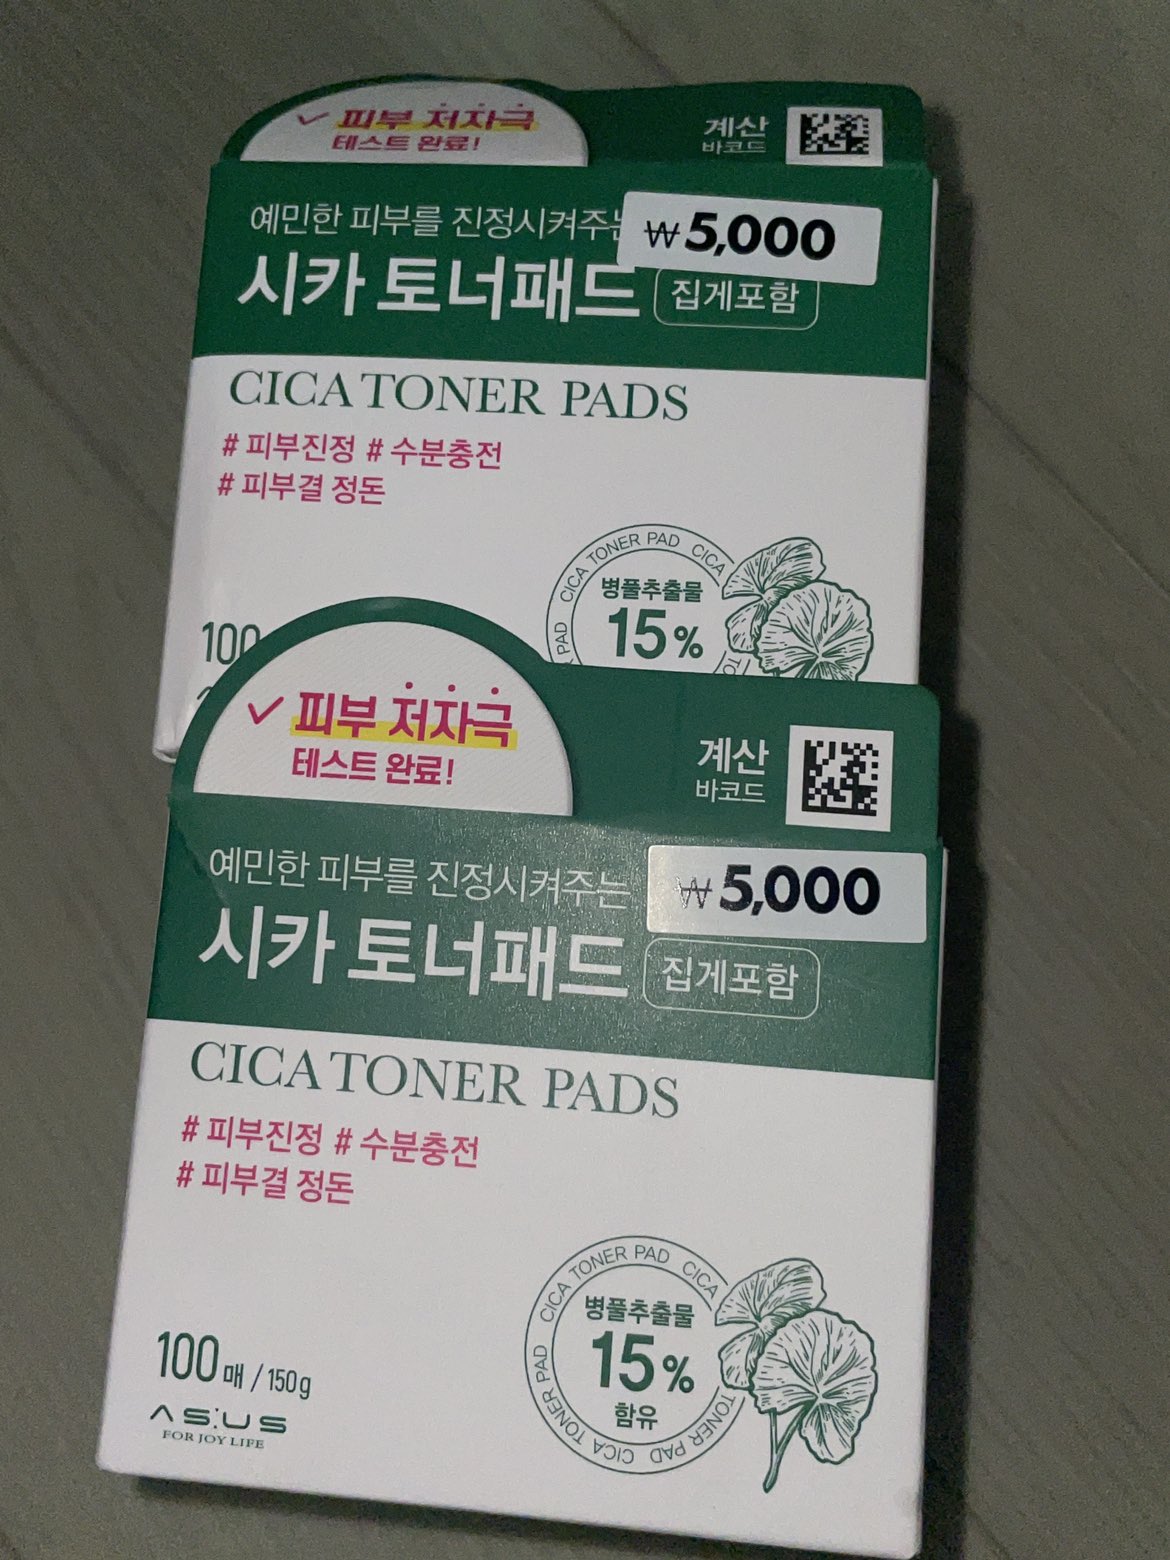 피부 저자극
테스트 완료!
계산
바코드
예민한 피부를 진정시켜주는
₩5,000
시카 토너패드 집게포함
CICA TONER PADS
# 피부진정 # 수분충전
# 피부결 정돈
CICA TONER PAD CICA
병풀추출물
15%
PAD
100
피부 저자극
테스트 완료!
계산
바코드
예민한 피부를 진정시켜주는
₩5,000
시카 토너패드 집게포함
CICA TONER PADS
# 피부진정 # 수분충전
# 피부결 정돈
CICA TONER PAD CICA TONER PAD CICA TONER PAD
병풀추출물
15%
함유
100매 / 150g
ASUS
FOR JOY LIFE